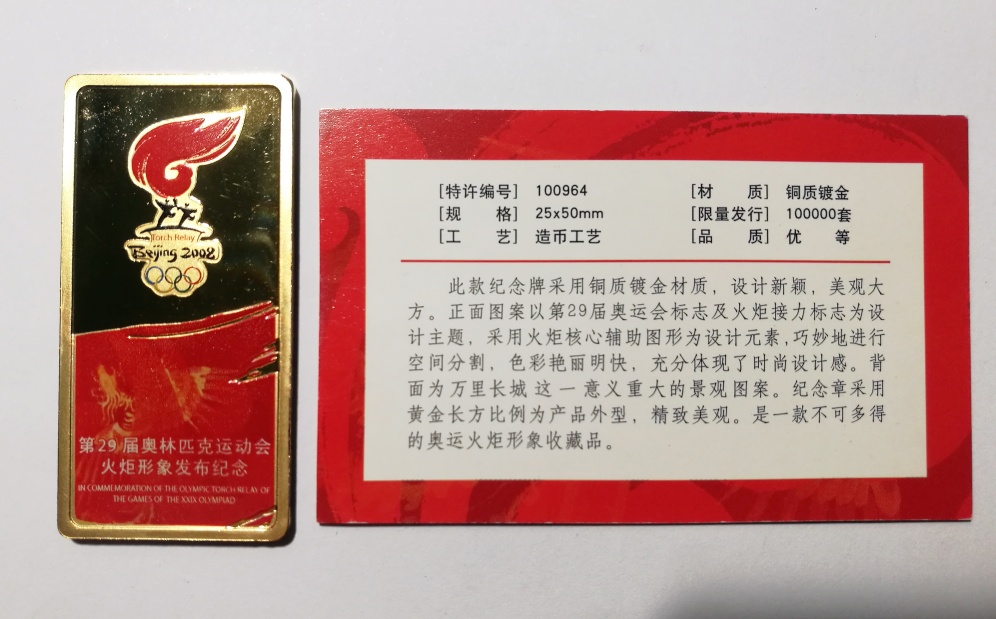 Torch Relay
Beijing 2008
第29届奥林匹克运动会
火炬形象发布纪念
IN COMMEMORATION OF THE OLYMPIC TORCH RELAY OF
THE GAMES OF THE XXIX OLYMPIAD
[特许编号] 100964 [材 质] 铜质镀金
[规 格] 25x50mm [限量发行] 100000套
[工 艺] 造币工艺 [品 质] 优 等
此款纪念牌采用铜质镀金材质，设计新颖，美观大
方。正面图案以第29届奥运会标志及火炬接力标志为设
计主题，采用火炬核心辅助图形为设计元素,巧妙地进行
空间分割，色彩艳丽明快，充分体现了时尚设计感。背
面为万里长城这一意义重大的景观图案。纪念章采用
黄金长方比例为产品外型，精致美观。是一款不可多得
的奥运火炬形象收藏品。